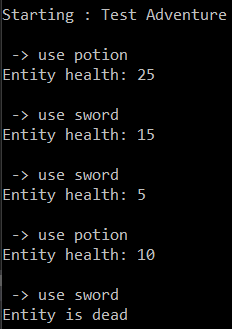 Starting : Test Adventure
-> use potion
Entity health: 25
-> use sword
Entity health: 15
-> use sword
Entity health: 5
-> use potion
Entity health: 10
-> use sword
Entity is dead